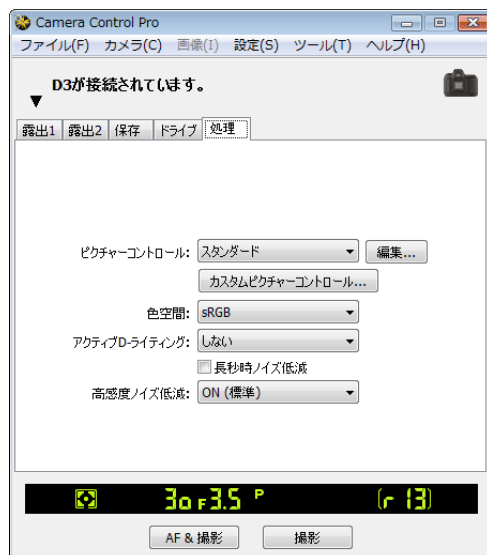 Camera Control Pro
ファイル(F) カメラ(C) 画像(I) 設定(S) ツール(T) ヘルプ(H)
D3が接続されています。
露出1 露出2 保存 ドライブ 処理
ピクチャーコントロール: スタンダード 編集...
カスタムピクチャーコントロール...
色空間: sRGB
アクティブD-ライティング: しない
長秒時ノイズ低減
高感度ノイズ低減: ON (標準)
30 F3.5 P (r 13)
AF & 撮影 撮影